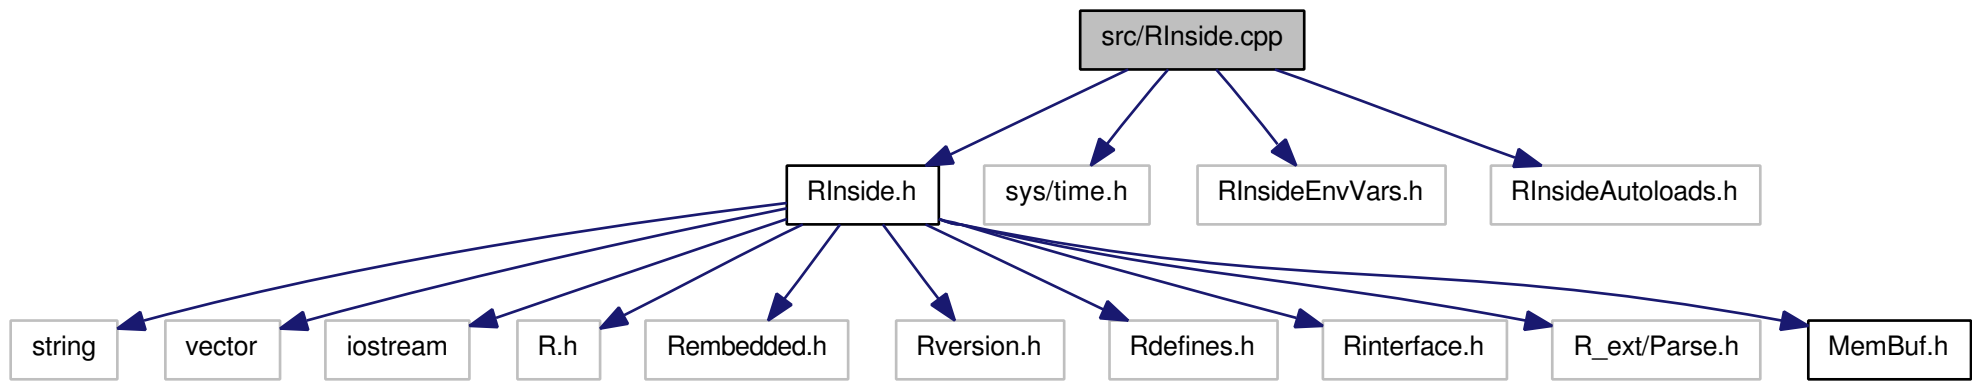 src/RInside.cpp
RInside.h
sys/time.h
RInsideEnvVars.h
RInsideAutoloads.h
string
vector
iostream
R.h
Rembedded.h
Rversion.h
Rdefines.h
Rinterface.h
R_ext/Parse.h
MemBuf.h